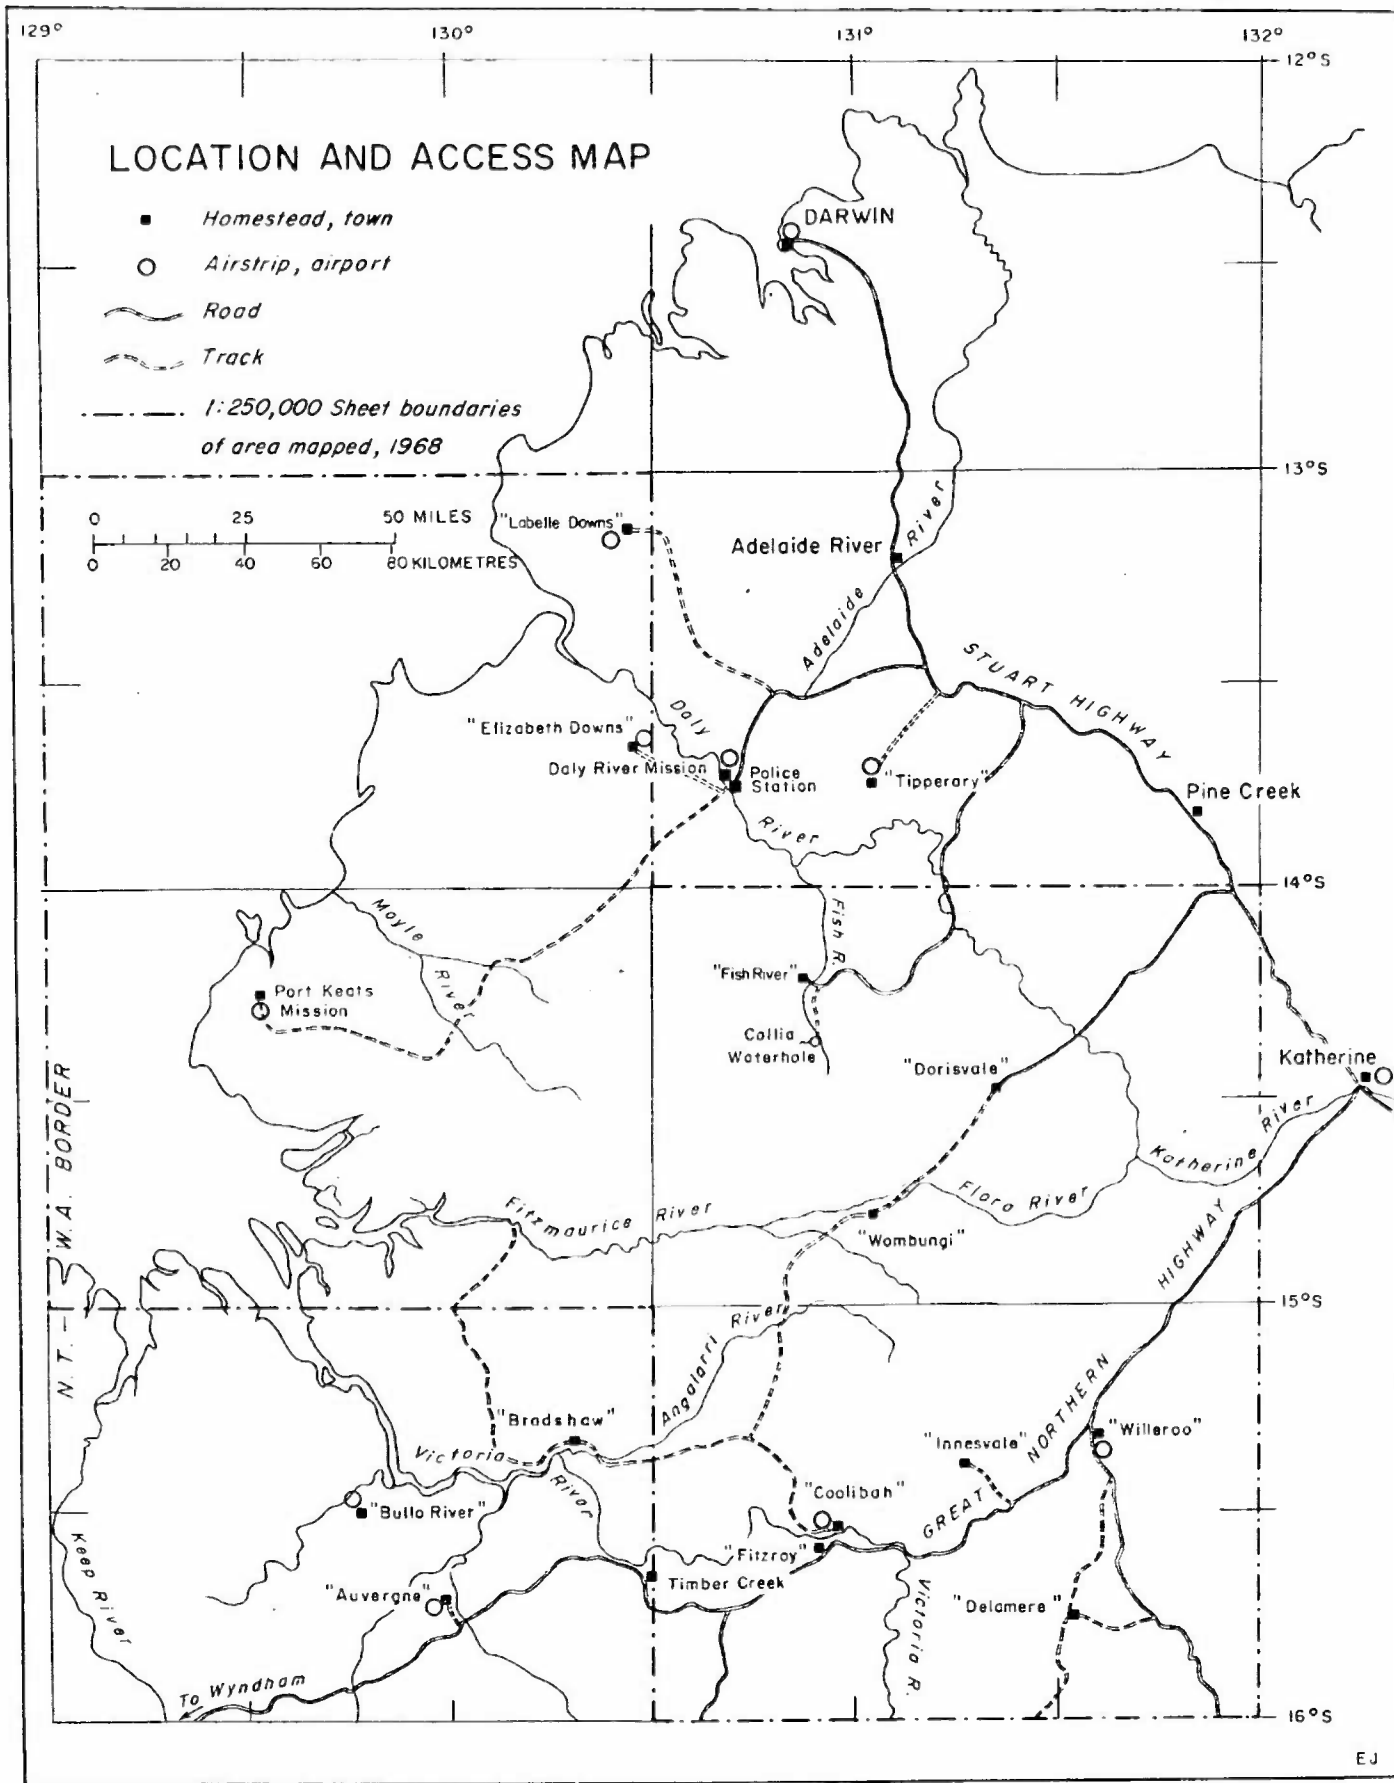 129°
130°
131°
132°
12°S
LOCATION AND ACCESS MAP
Homestead, town
Airstrip, airport
Road
Track
1:250,000 Sheet boundaries
of area mapped, 1968
DARWIN
13°S
0 25 50 MILES
0 20 40 60 80 KILOMETRES
"Labelle Downs"
Adelaide River
Adelaide River
STUART HIGHWAY
Daly River
"Elizabeth Downs"
Daly River Mission
Police
Station
"Tipperary"
Pine Creek
14°S
Moyle River
Fish R.
"Fish River"
Port Keats
Mission
Collia
Waterhole
"Dorisvale"
Katherine
Katherine River
N.T. - W.A. BORDER
Fitzmaurice River
Flora River
"Wombungi"
GREAT NORTHERN HIGHWAY
15°S
Angalarri River
"Bradshaw"
Victoria River
"Innesvale"
"Willeroo"
"Coolibah"
"Bullo River"
"Fitzroy"
Timber Creek
Keep River
"Auvergne"
Victoria R.
"Delamere"
To Wyndham
16°S
EJ